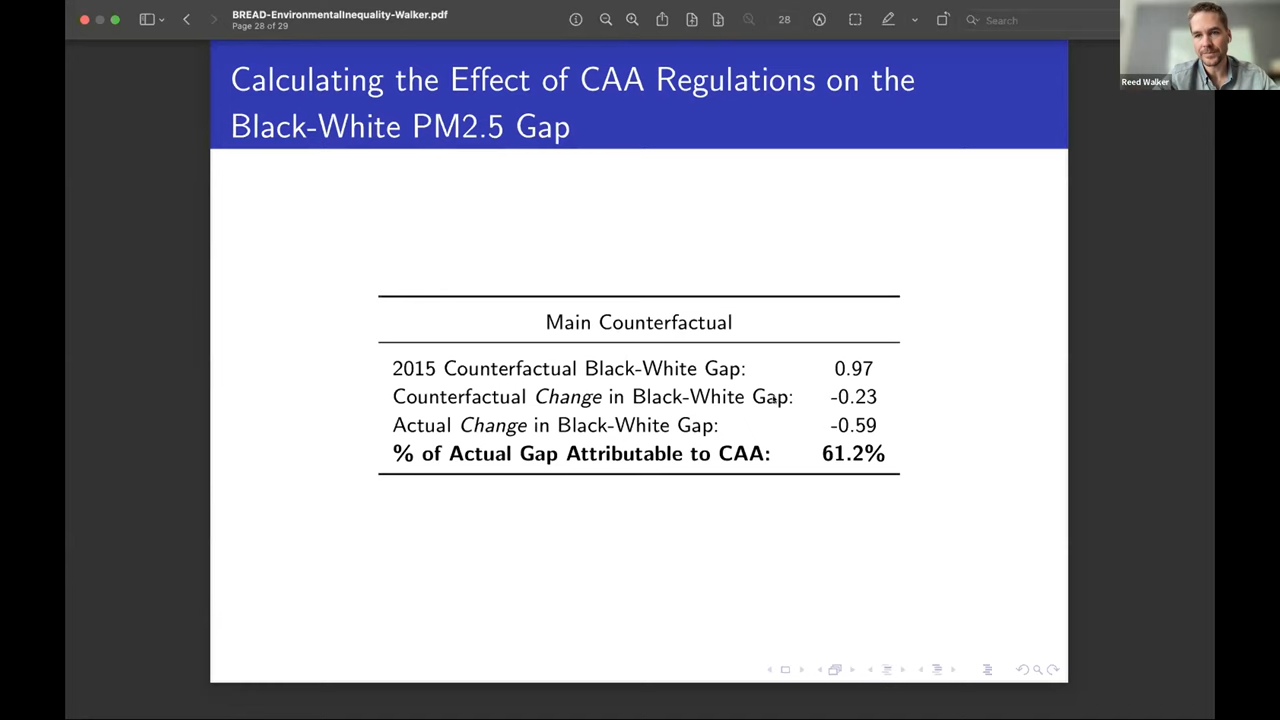 BREAD-EnvironmentalInequality-Walker.pdf
Page 28 of 29
28
Search
Reed Walker
Calculating the Effect of CAA Regulations on the
Black-White PM2.5 Gap
Main Counterfactual
2015 Counterfactual Black-White Gap: 0.97
Counterfactual Change in Black-White Gap: -0.23
Actual Change in Black-White Gap: -0.59
% of Actual Gap Attributable to CAA: 61.2%